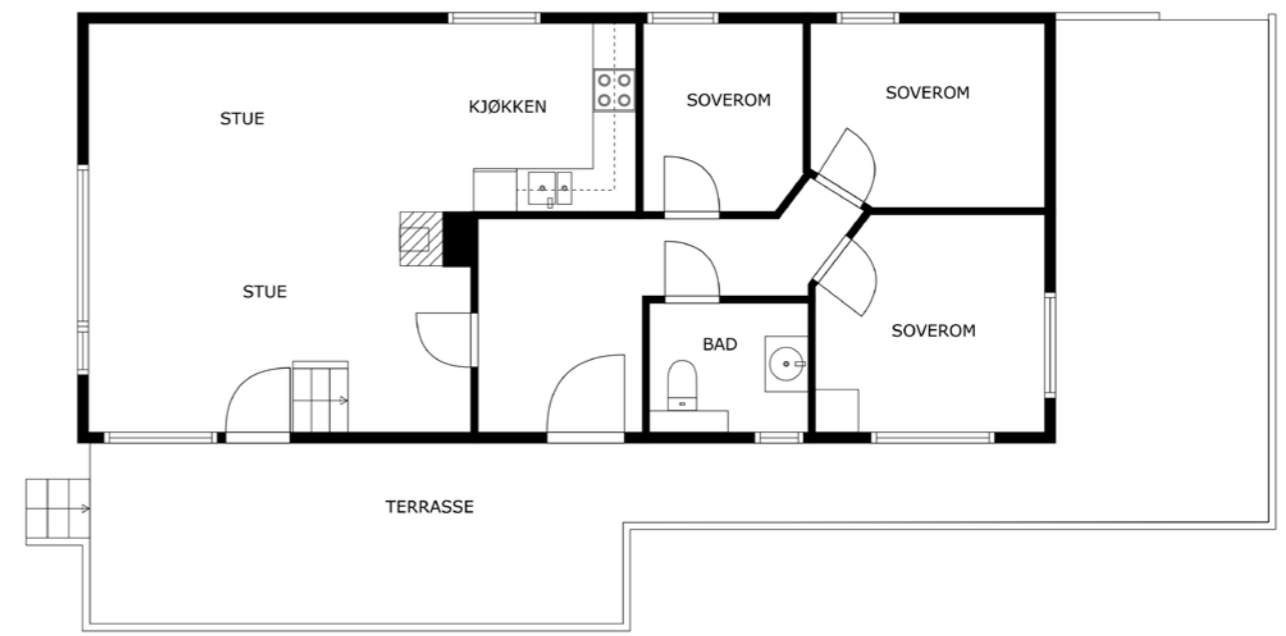 STUE
KJØKKEN
SOVEROM
SOVEROM
STUE
BAD
SOVEROM
TERRASSE